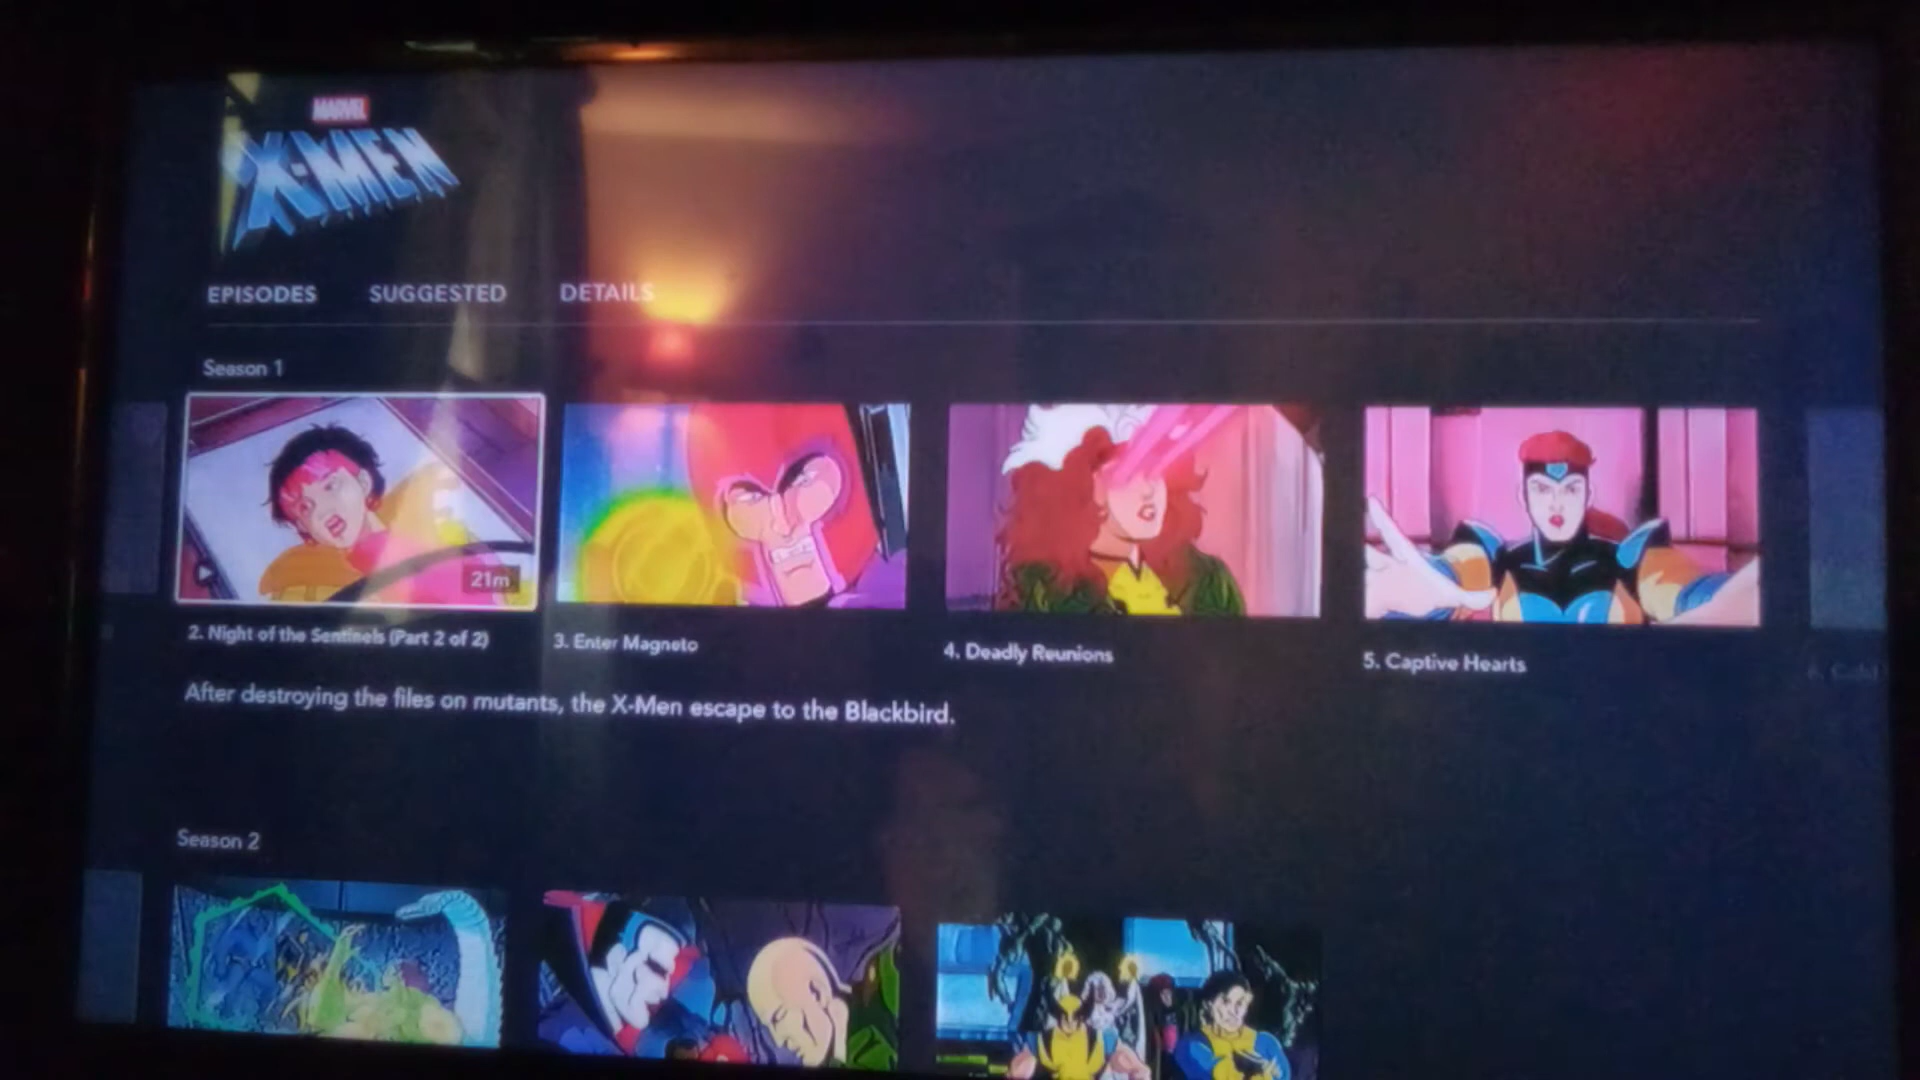 MARVEL
X-MEN
EPISODES SUGGESTED DETAILS
Season 1
21m
2. Night of the Sentinels (Part 2 of 2) 3. Enter Magneto 4. Deadly Reunions 5. Captive Hearts
After destroying the files on mutants, the X-Men escape to the Blackbird.
Season 2